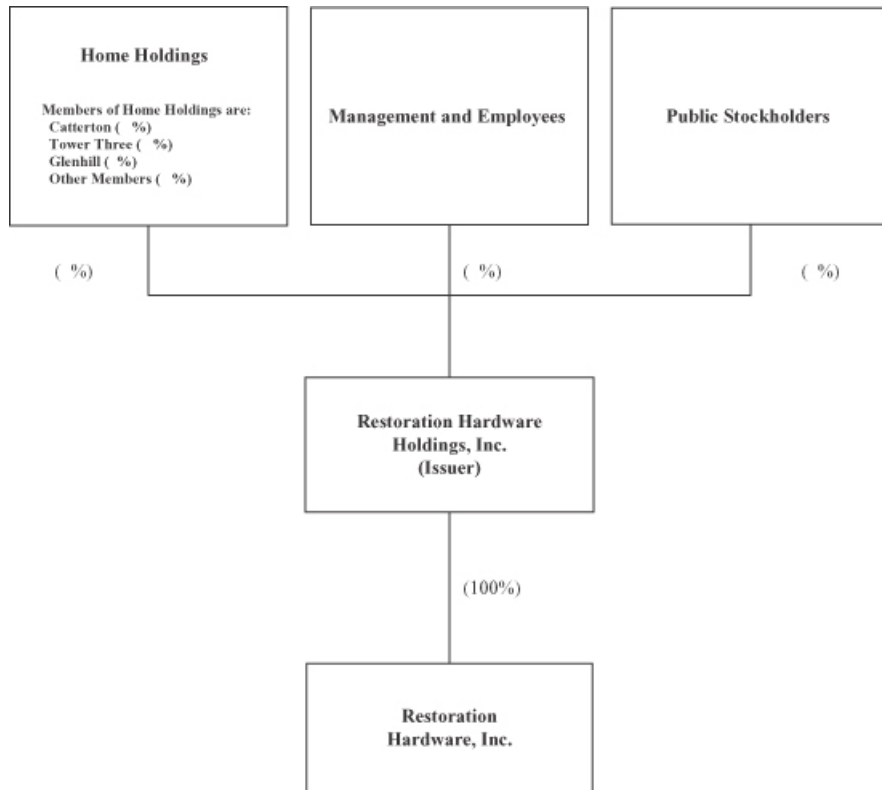 Home Holdings
Members of Home Holdings are:
Catterton (   %)
Tower Three (   %)
Glenhill (   %)
Other Members (   %)
Management and Employees
Public Stockholders
(   %)
(   %)
(   %)
Restoration Hardware
Holdings, Inc.
(Issuer)
(100%)
Restoration
Hardware, Inc.